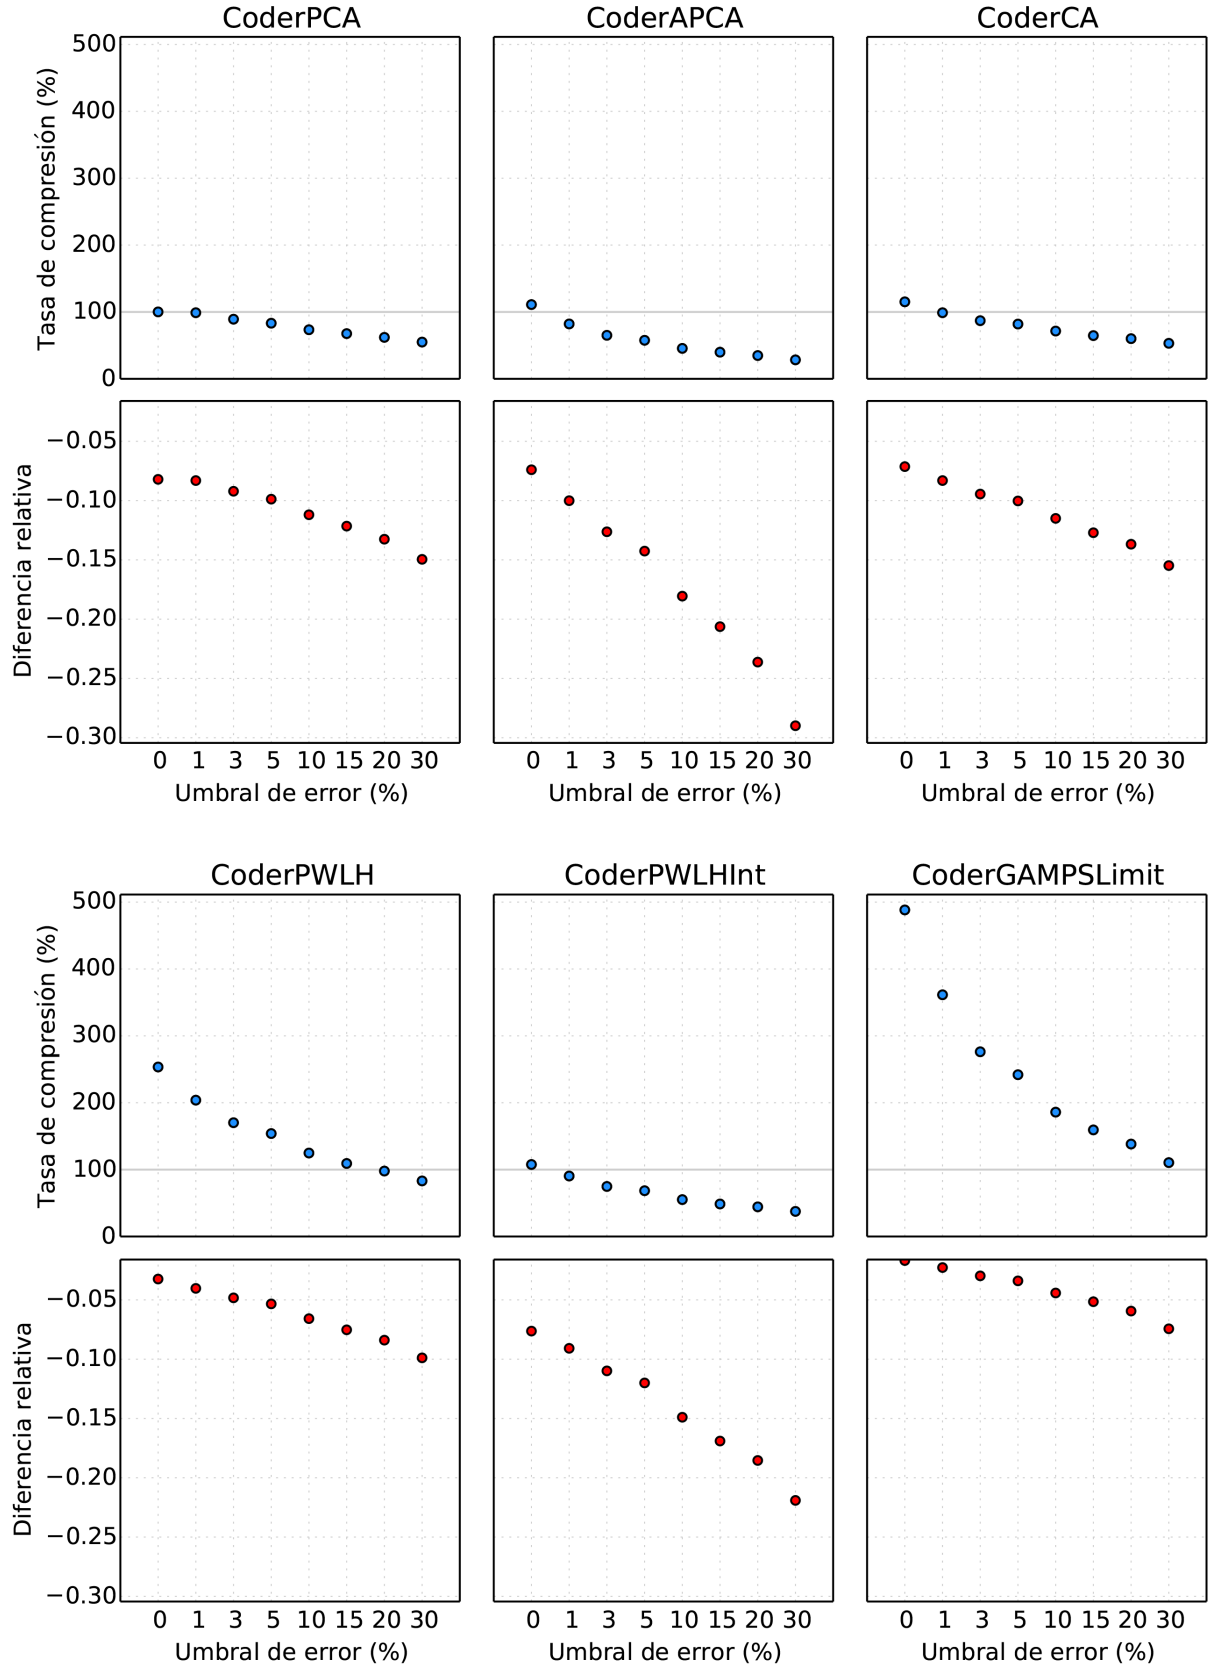 CoderPCA CoderAPCA CoderCA
Tasa de compresión (%)
500
400
300
200
100
0
Diferencia relativa
−0.05
−0.10
−0.15
−0.20
−0.25
−0.30
0 1 3 5 10 15 20 30 0 1 3 5 10 15 20 30 0 1 3 5 10 15 20 30
Umbral de error (%) Umbral de error (%) Umbral de error (%)
CoderPWLH CoderPWLHInt CoderGAMPSLimit
Tasa de compresión (%)
500
400
300
200
100
0
Diferencia relativa
−0.05
−0.10
−0.15
−0.20
−0.25
−0.30
0 1 3 5 10 15 20 30 0 1 3 5 10 15 20 30 0 1 3 5 10 15 20 30
Umbral de error (%) Umbral de error (%) Umbral de error (%)